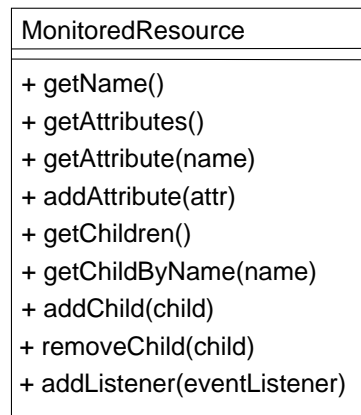 MonitoredResource
+ getName()
+ getAttributes()
+ getAttribute(name)
+ addAttribute(attr)
+ getChildren()
+ getChildByName(name)
+ addChild(child)
+ removeChild(child)
+ addListener(eventListener)